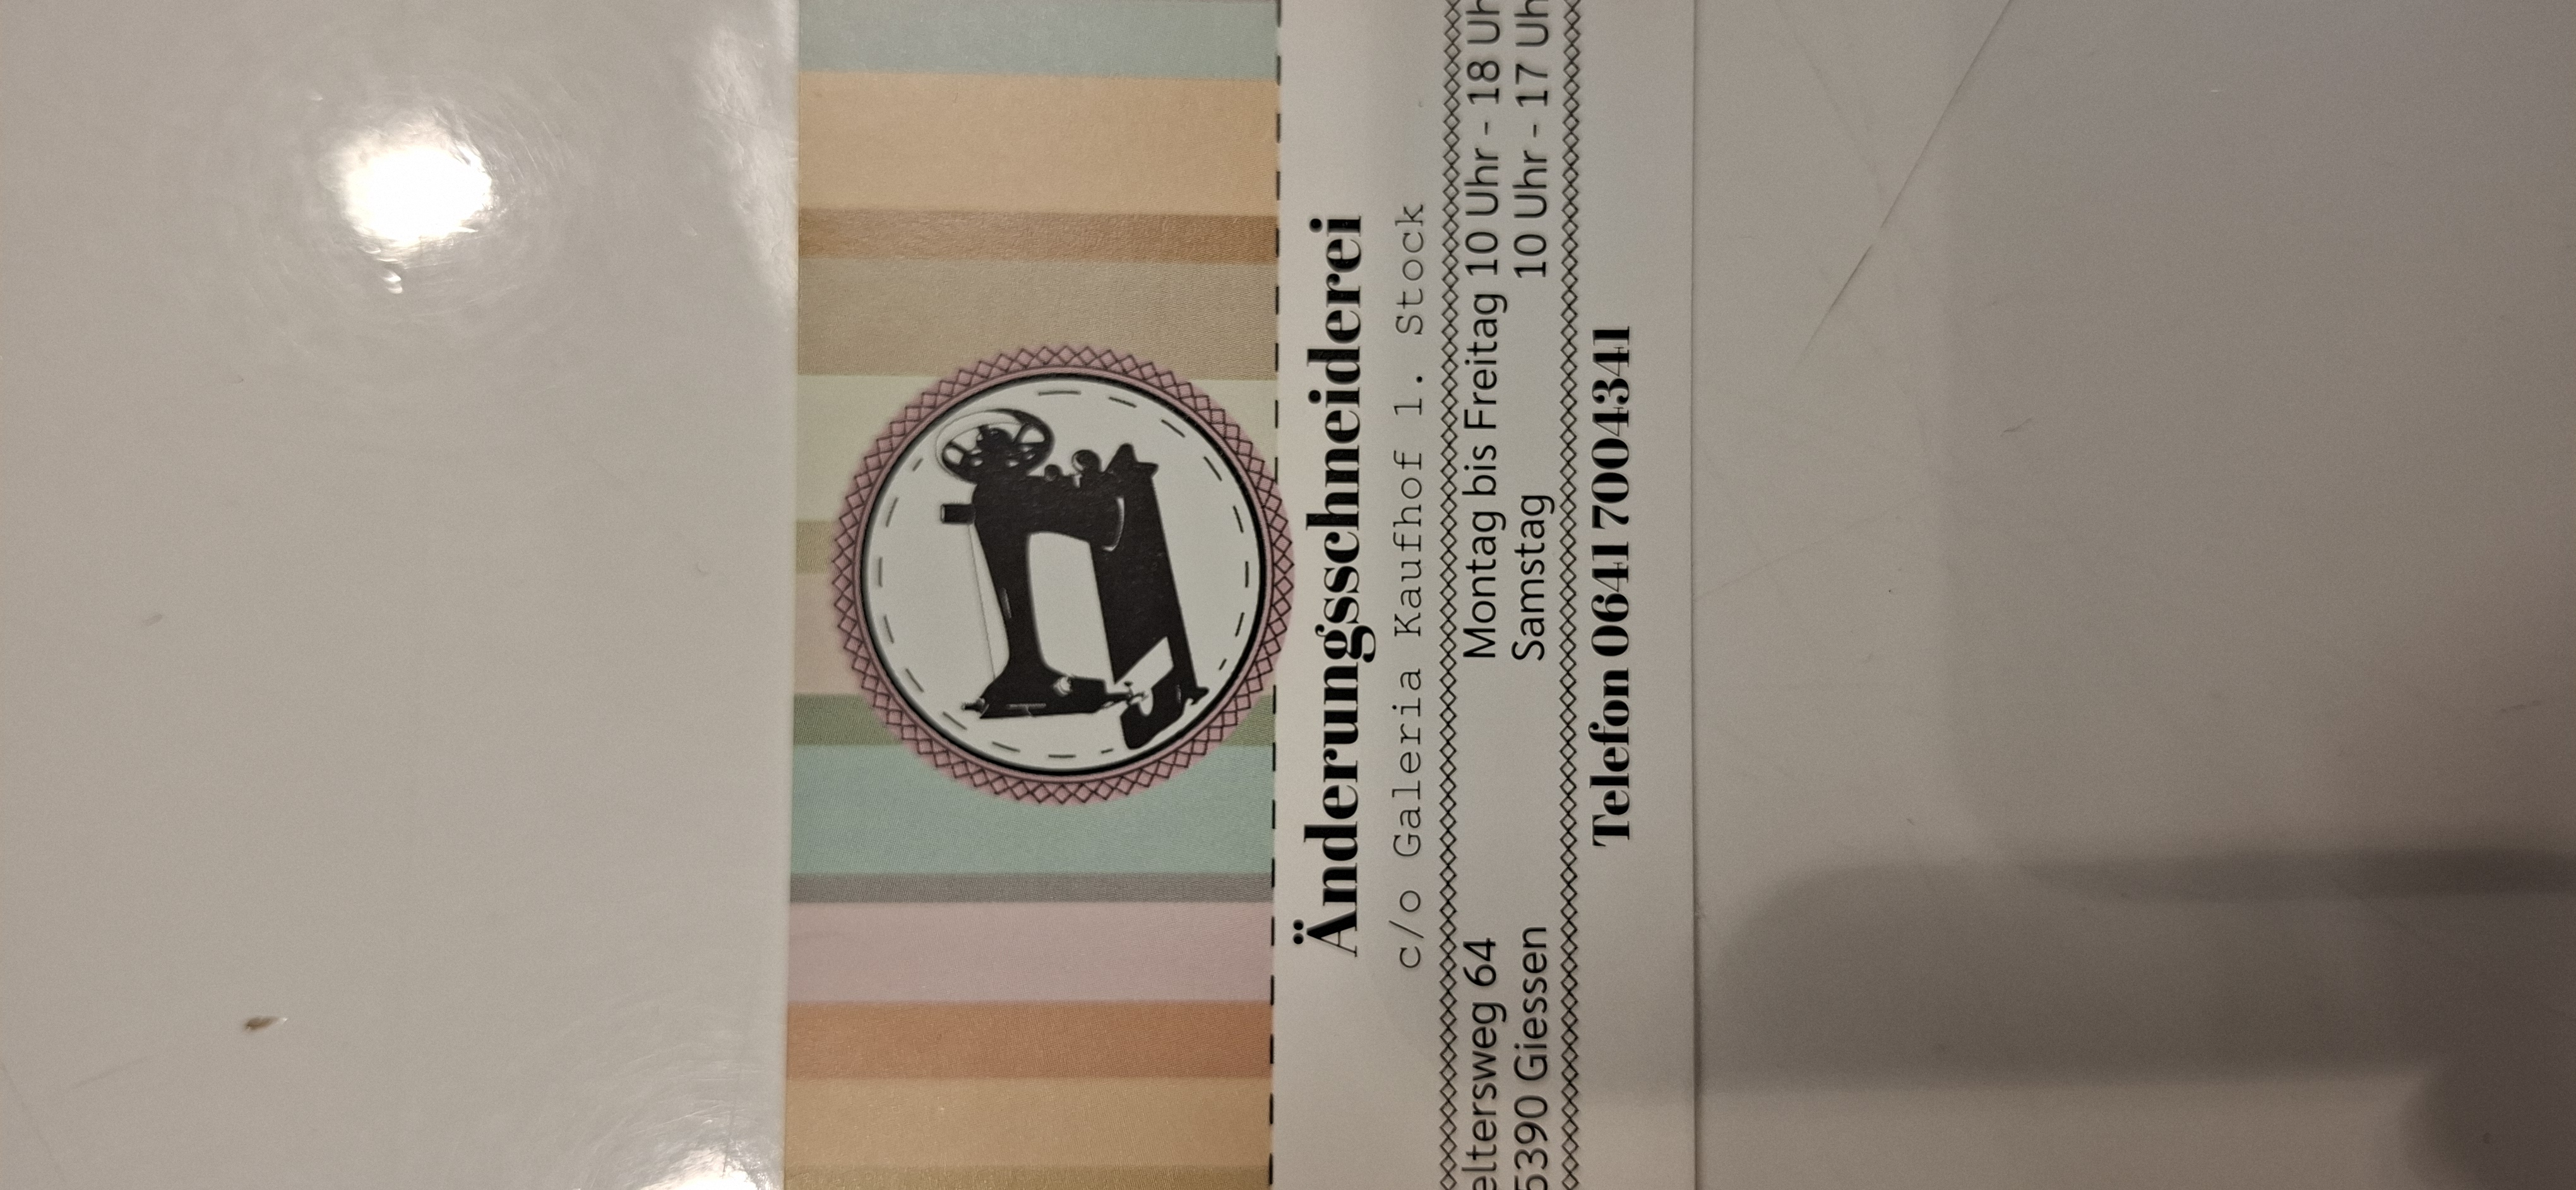 Änderungsschneiderei
c/o Galeria Kaufhof 1. Stock
eltersweg 64 Montag bis Freitag 10 Uhr - 18 Uh
5390 Giessen Samstag 10 Uhr - 17 Uh
Telefon 0641 7004341